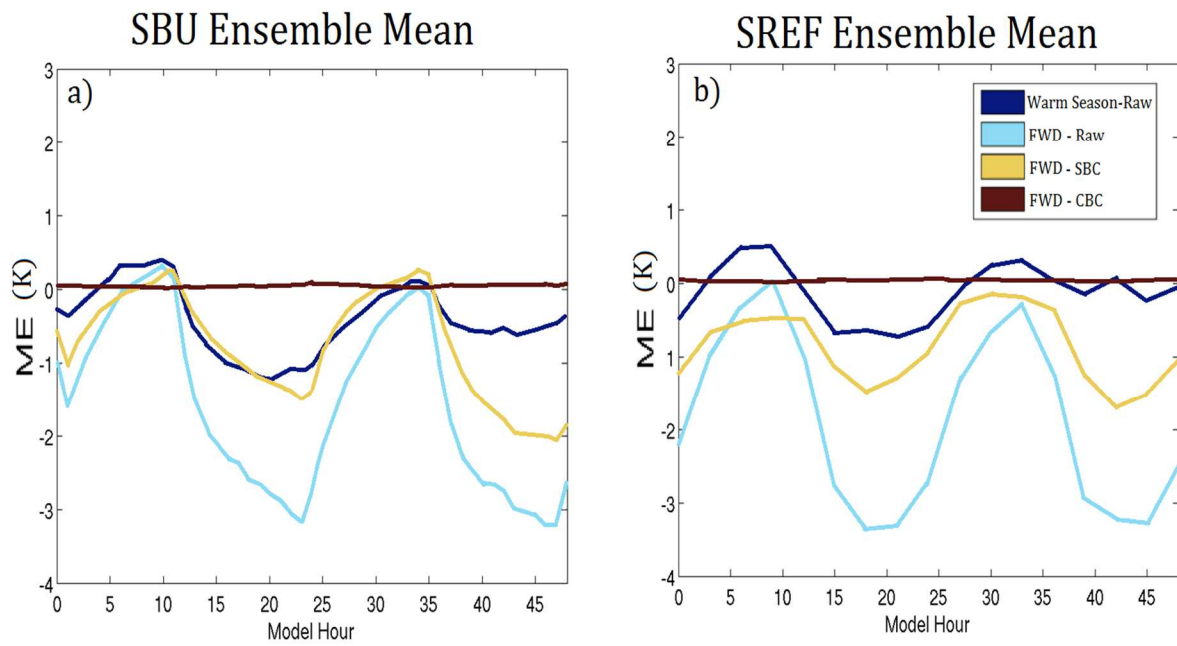 SBU Ensemble Mean
a)
3
2
1
0
-1
-2
-3
-4
ME (K)
0 5 10 15 20 25 30 35 40 45
Model Hour
SREF Ensemble Mean
b)
Warm Season-Raw
FWD - Raw
FWD - SBC
FWD - CBC
3
2
1
0
1
-2
-3
-4
ME (K)
0 5 10 15 20 25 30 35 40 45
Model Hour